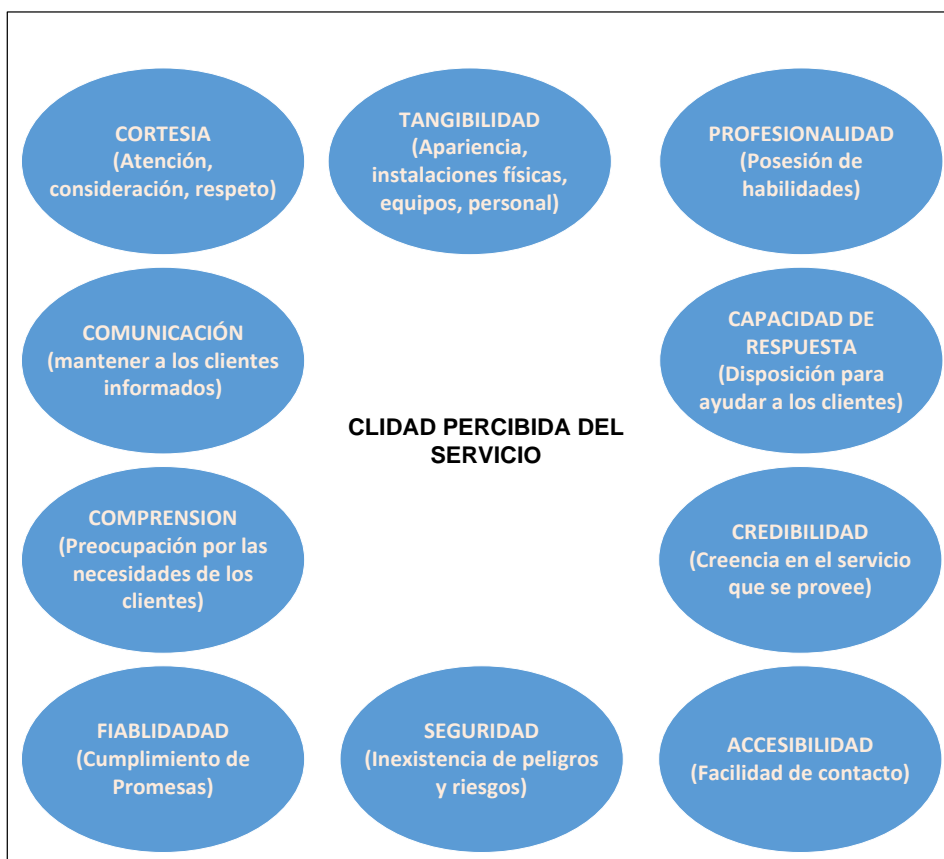 CORTESIA
(Atención,
consideración, respeto)
TANGIBILIDAD
(Apariencia,
instalaciones físicas,
equipos, personal)
PROFESIONALIDAD
(Posesión de
habilidades)
COMUNICACIÓN
(mantener a los clientes
informados)
CAPACIDAD DE
RESPUESTA
(Disposición para
ayudar a los clientes)
CLIDAD PERCIBIDA DEL
SERVICIO
COMPRENSION
(Preocupación por las
necesidades de los
clientes)
CREDIBILIDAD
(Creencia en el servicio
que se provee)
FIABLIDADAD
(Cumplimiento de
Promesas)
SEGURIDAD
(Inexistencia de peligros
y riesgos)
ACCESIBILIDAD
(Facilidad de contacto)